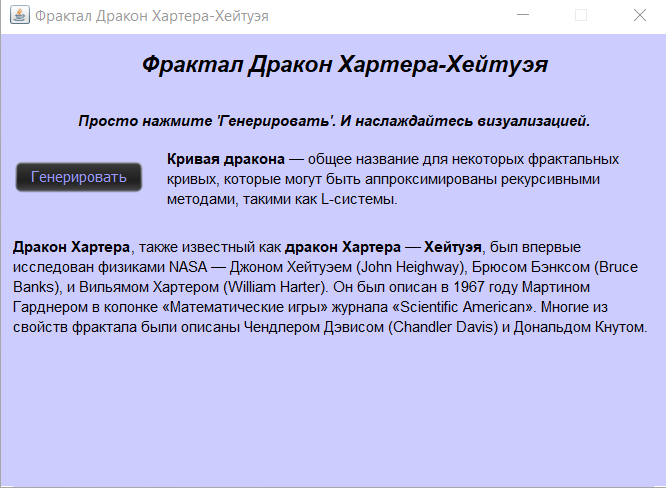 Фрактал Дракон Хартера-Хейтуэя
Фрактал Дракон Хартера-Хейтуэя
Просто нажмите 'Генерировать'. И наслаждайтесь визуализацией.
Генерировать
Кривая дракона — общее название для некоторых фрактальных
кривых, которые могут быть аппроксимированы рекурсивными
методами, такими как L-системы.
Дракон Хартера, также известный как дракон Хартера — Хейтуэя, был впервые
исследован физиками NASA — Джоном Хейтуэем (John Heighway), Брюсом Бэнксом (Bruce
Banks), и Вильямом Хартером (William Harter). Он был описан в 1967 году Мартином
Гарднером в колонке «Математические игры» журнала «Scientific American». Многие из
свойств фрактала были описаны Чендлером Дэвисом (Chandler Davis) и Дональдом Кнутом.